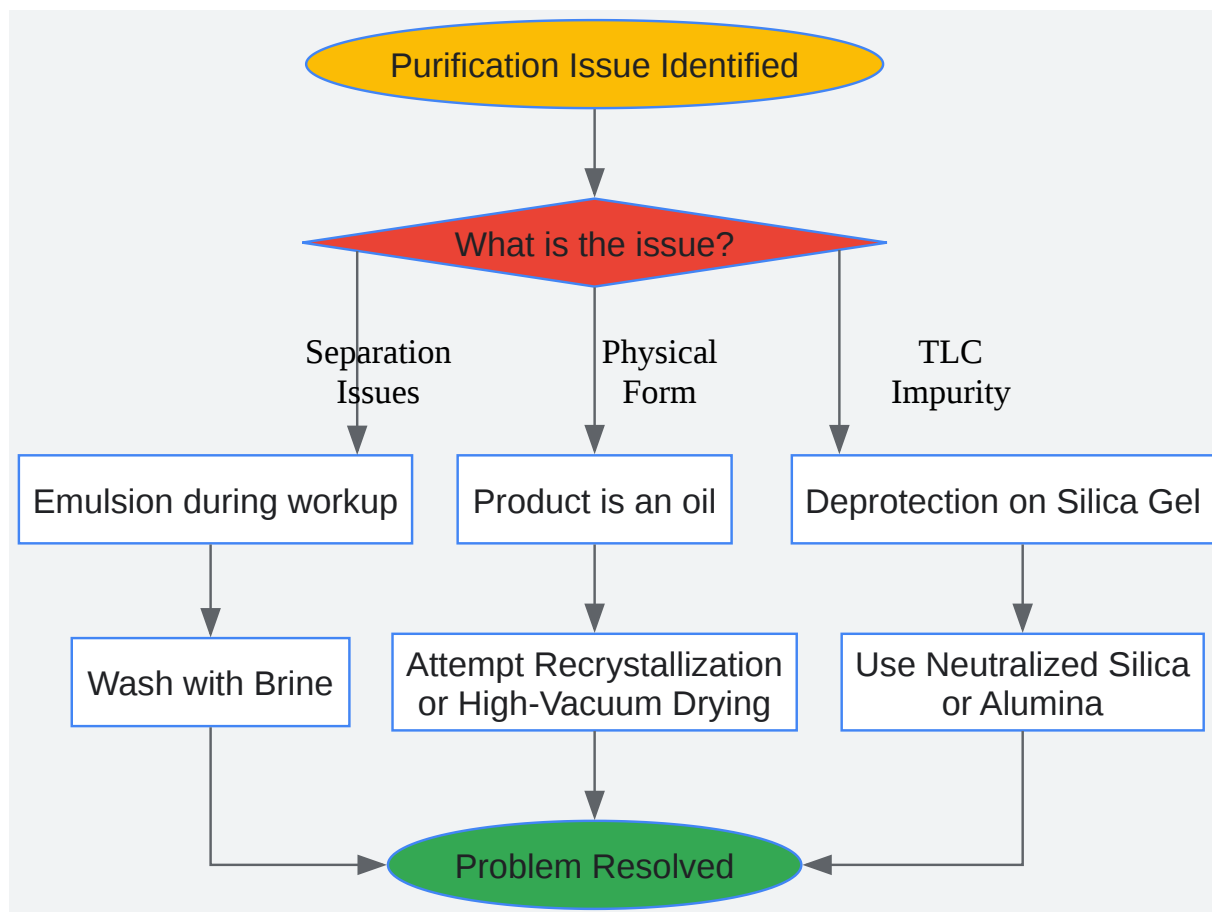 Purification Issue Identified
What is the issue?
Separation
Issues
Physical
Form
TLC
Impurity
Emulsion during workup
Product is an oil
Deprotection on Silica Gel
Wash with Brine
Attempt Recrystallization
or High-Vacuum Drying
Use Neutralized Silica
or Alumina
Problem Resolved